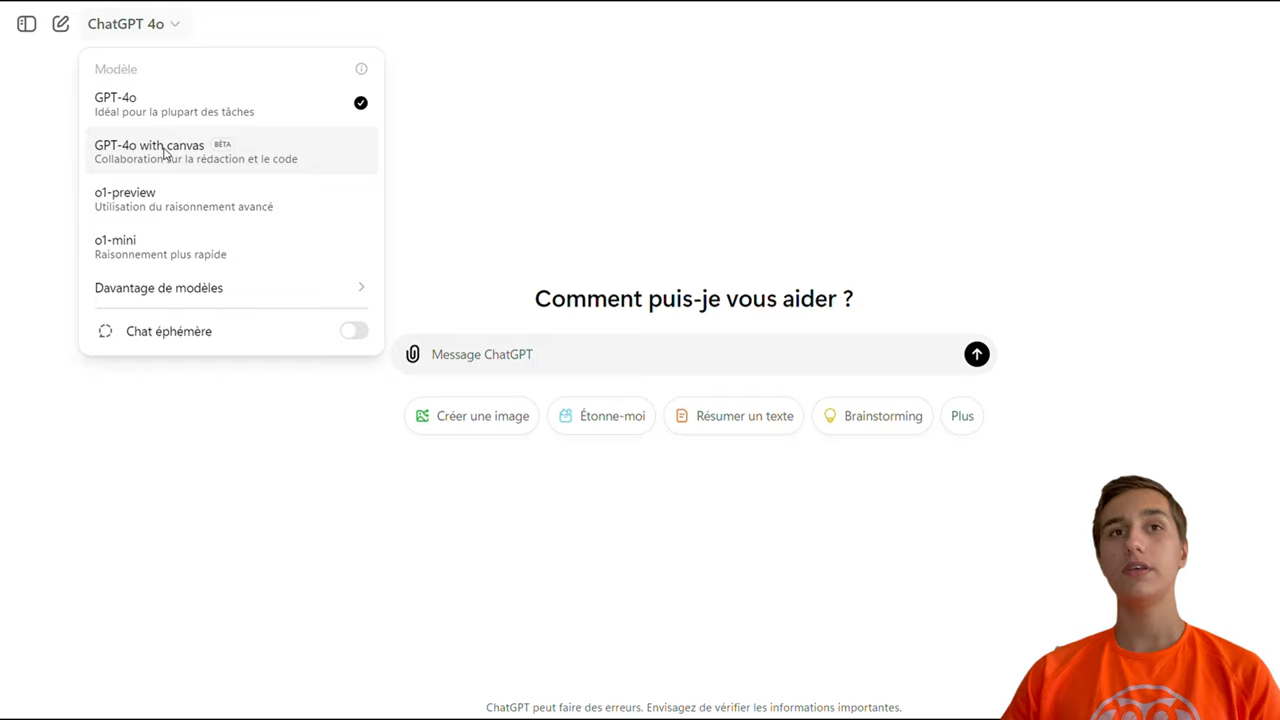 ChatGPT 4o
Modèle
GPT-4o
Idéal pour la plupart des tâches
GPT-4o with canvas BÊTA
Collaboration sur la rédaction et le code
o1-preview
Utilisation du raisonnement avancé
o1-mini
Raisonnement plus rapide
Davantage de modèles
Chat éphémère
Comment puis-je vous aider ?
Message ChatGPT
Créer une image
Étonne-moi
Résumer un texte
Brainstorming
Plus
ChatGPT peut faire des erreurs. Envisagez de vérifier les informations importantes.